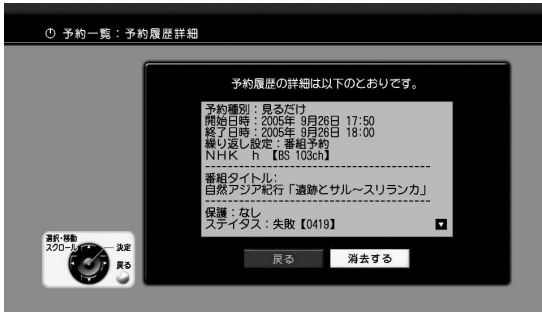 予約一覧：予約履歴詳細
予約履歴の詳細は以下のとおりです。
予約種別：見るだけ
開始日時：2005年 9月26日 17:50
終了日時：2005年 9月26日 18:00
繰り返し設定：番組予約
NHK h 【BS 103ch】
番組タイトル:
自然アジア紀行「遺跡とサル～スリランカ」
保護：なし
ステイタス：失敗【0419】
選択・移動
スクロール
決定
戻る
戻る 消去する